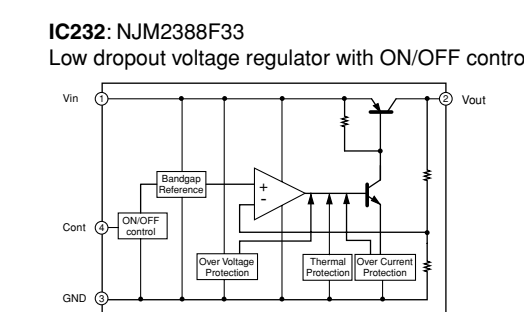 IC232: NJM2388F33
Low dropout voltage regulator with ON/OFF contro
Vin
1
2
Vout
Bandgap
Reference
+
-
Cont
4
ON/OFF
control
Over Voltage
Protection
Thermal
Protection
Over Current
Protection
GND
3